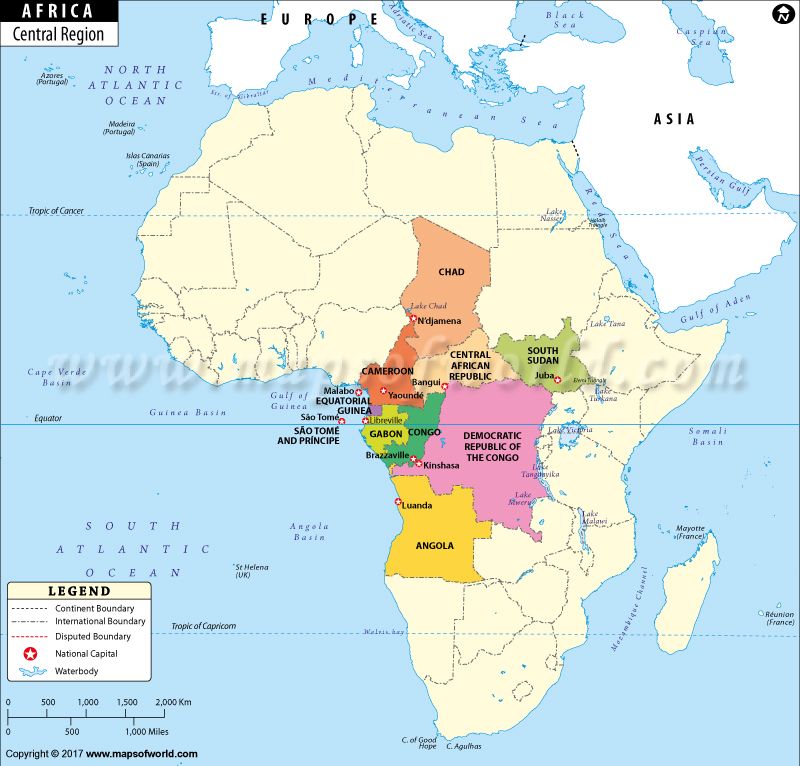 AFRICA
Central Region
EUROPE
ASIA
Black
Sea
Caspian
Sea
Adriatic Sea
Azores
(Portugal)
NORTH
ATLANTIC
OCEAN
Str. of Gibraltar
Mediterranean Sea
Madeira
(Portugal)
Islas Canarias
(Spain)
Persian Gulf
Tropic of Cancer
Lake
Nasser
Red Sea
Halaib
Triangle
CHAD
Lake Chad
N'djamena
Gulf of Aden
Lake Tana
www.mapsofworld.com
CENTRAL
AFRICAN
REPUBLIC
SOUTH
SUDAN
Juba
Elemi Triangle
Lake
Turkana
CAMEROON
Yaoundé
Bangui
Cape Verde
Basin
Malabo
EQUATORIAL
GUINEA
Gulf of
Guinea
Guinea Basin
Equator
São Tomé
SÃO TOMÉ
AND PRÍNCIPE
Libreville
GABON
CONGO
Brazzaville
Kinshasa
DEMOCRATIC
REPUBLIC OF
THE CONGO
Lake Victoria
Somali
Basin
Lake
Tanganyika
Lake
Mweru
Luanda
ANGOLA
Angola
Basin
Lake
Malawi
SOUTH
ATLANTIC
OCEAN
St Helena
(UK)
Mayotte
(France)
Mozambique Channel
Réunion
(France)
Tropic of Capricorn
Walvis bay
C. of Good
Hope
C. Agulhas
LEGEND
Continent Boundary
International Boundary
Disputed Boundary
National Capital
Waterbody
0 500 1,000 1,500 2,000 Km
0 500 1,000 Miles
Copyright © 2017 www.mapsofworld.com
N